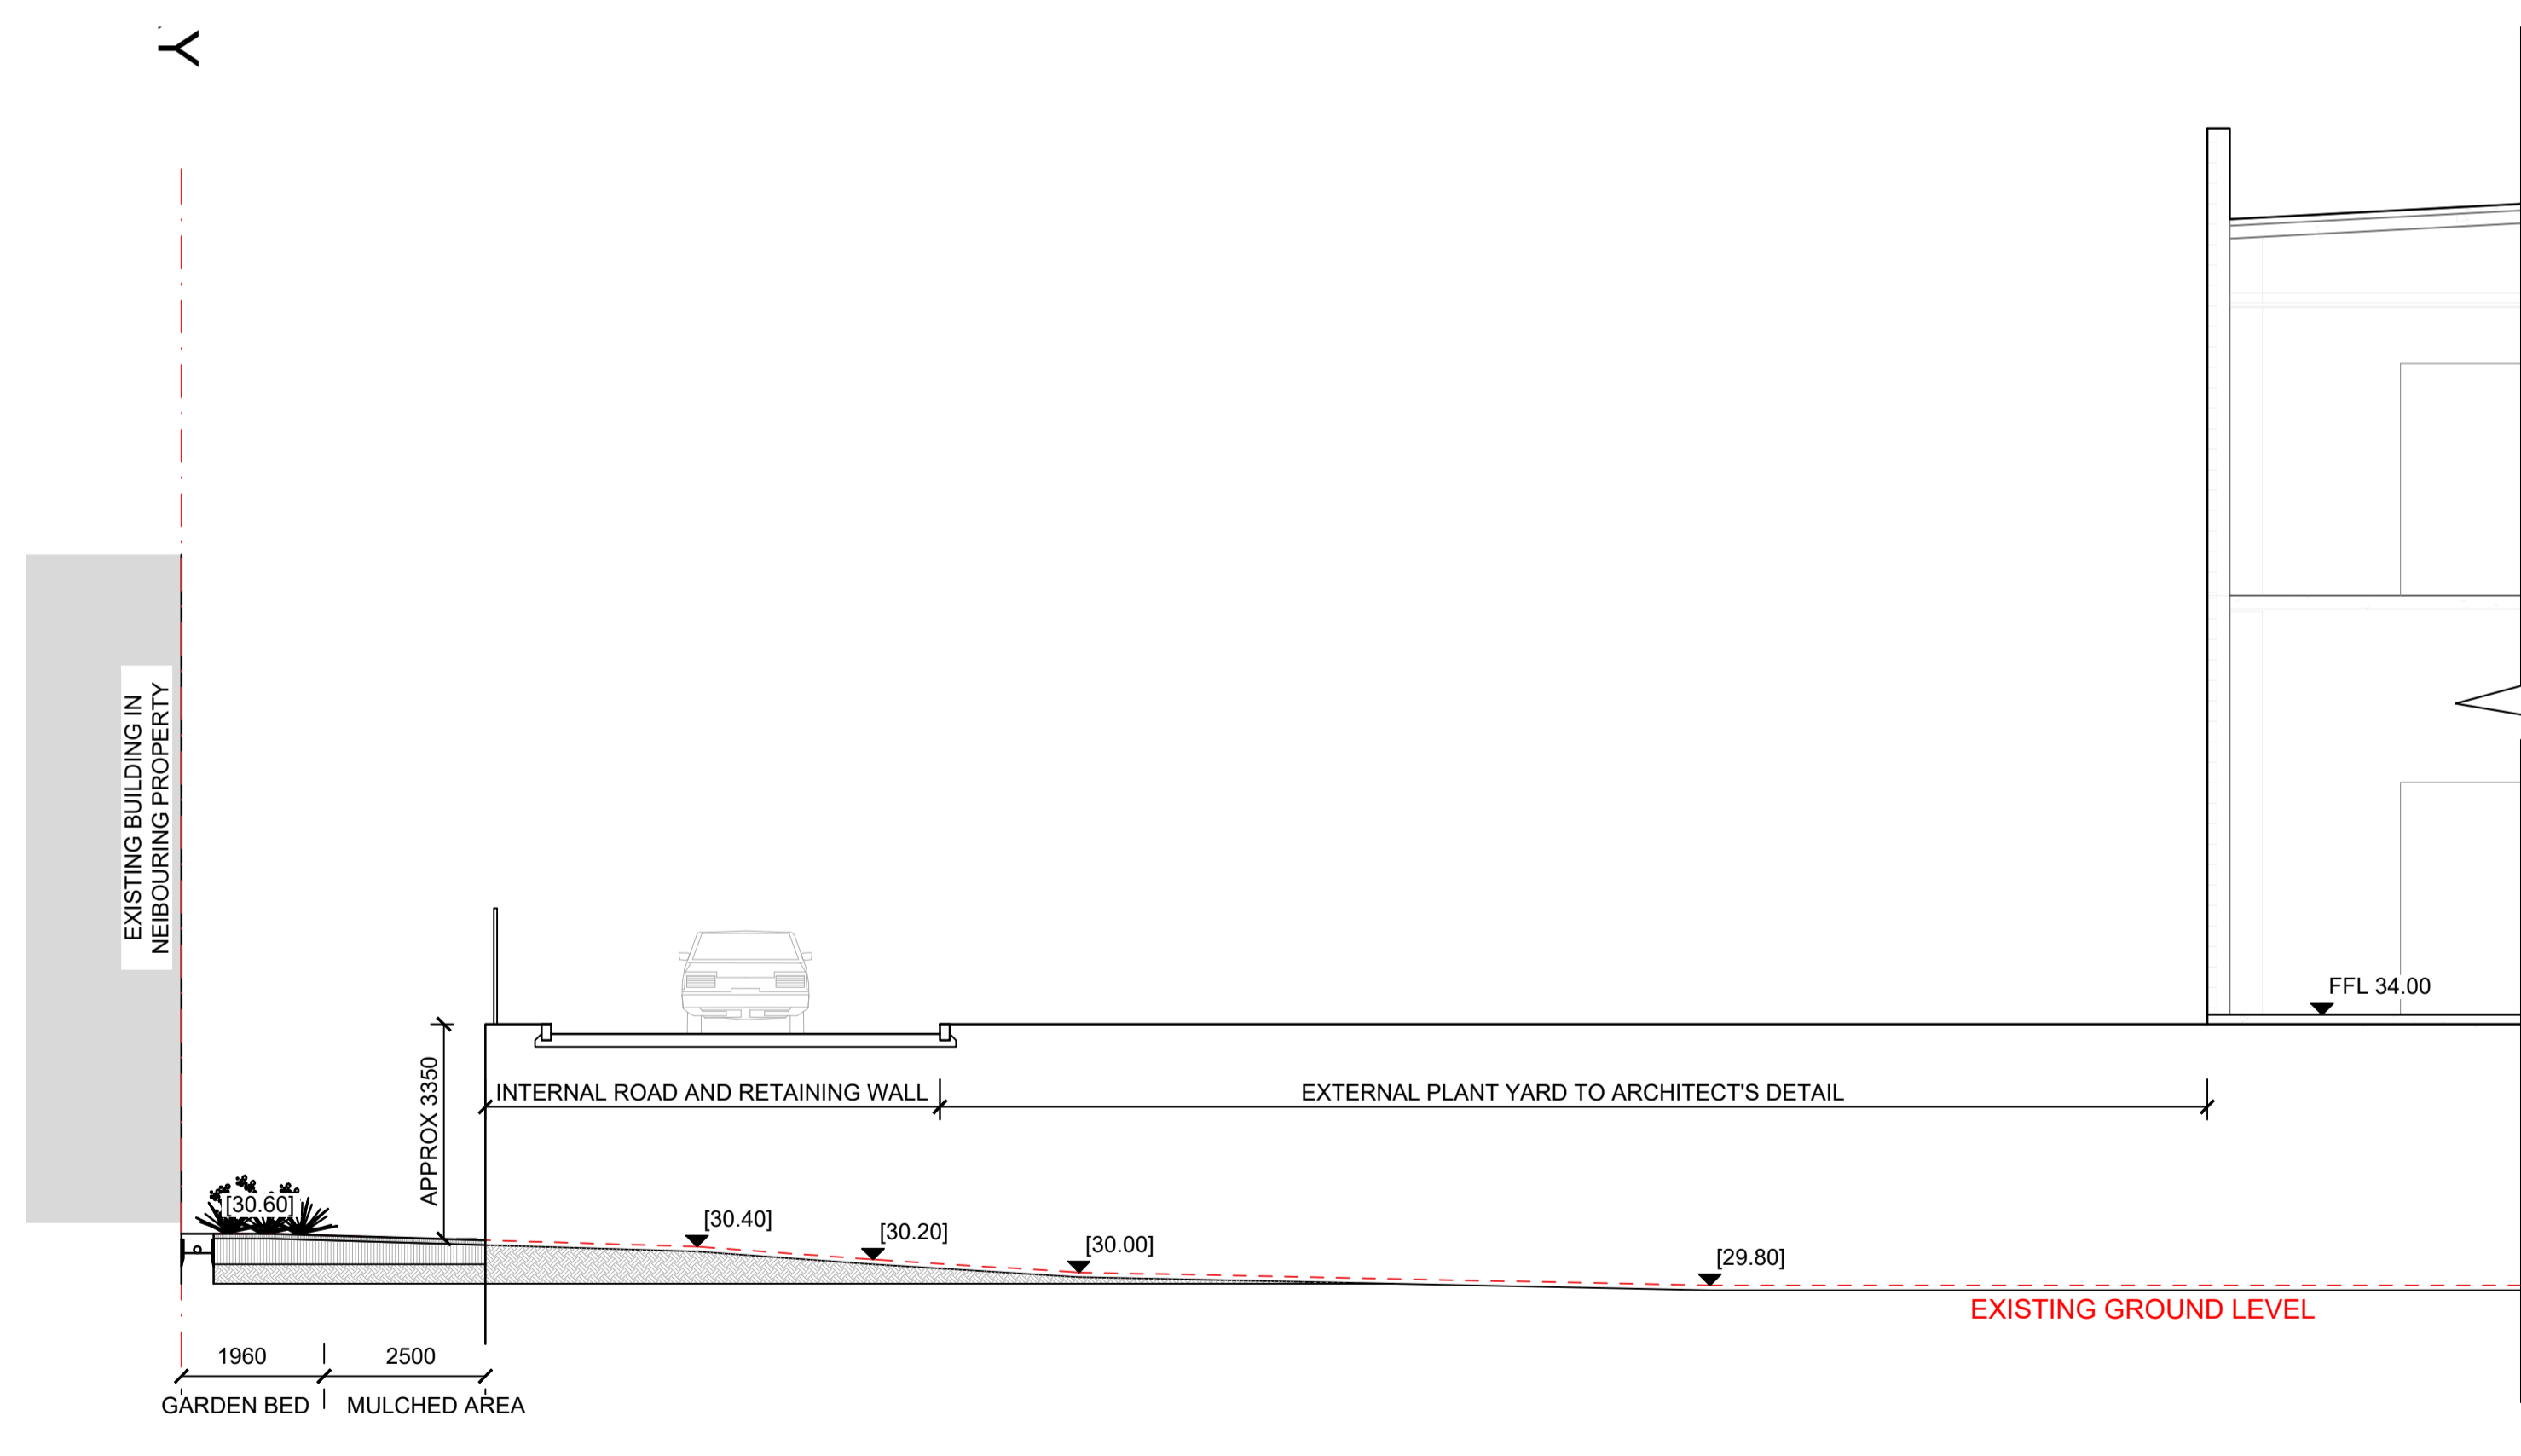 Y
EXISTING BUILDING IN
NEIBOURING PROPERTY
FFL 34.00
APPROX 3350
INTERNAL ROAD AND RETAINING WALL
EXTERNAL PLANT YARD TO ARCHITECT'S DETAIL
[30.60]
[30.40]
[30.20]
[30.00]
[29.80]
EXISTING GROUND LEVEL
1960
2500
GARDEN BED
MULCHED AREA